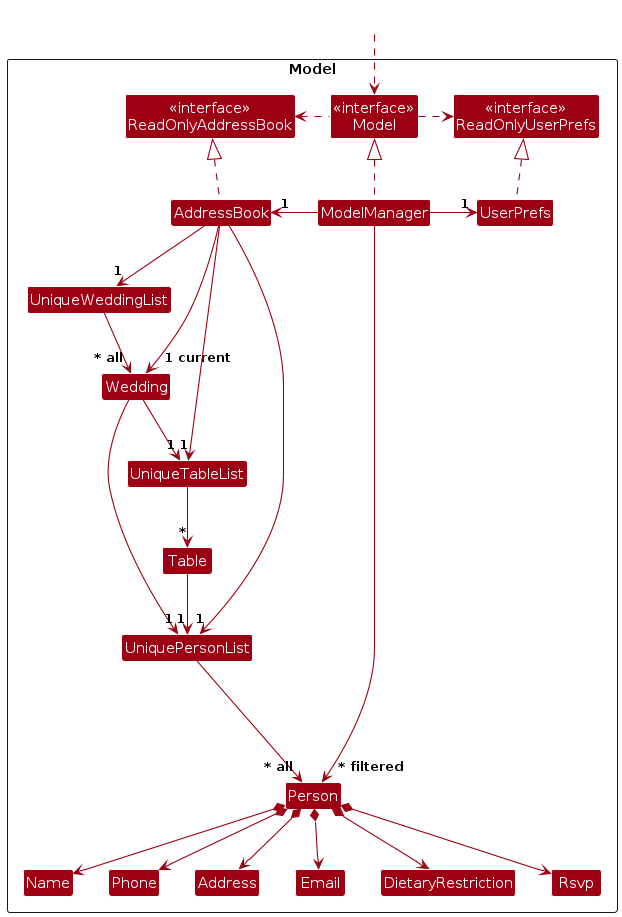 Model
«interface»
ReadOnlyAddressBook
«interface»
Model
«interface»
ReadOnlyUserPrefs
AddressBook
1
ModelManager
1
UserPrefs
1
UniqueWeddingList
* all
1 current
Wedding
1
1
UniqueTableList
*
Table
1
1
1
UniquePersonList
* all
* filtered
Person
Name
Phone
Address
Email
DietaryRestriction
Rsvp